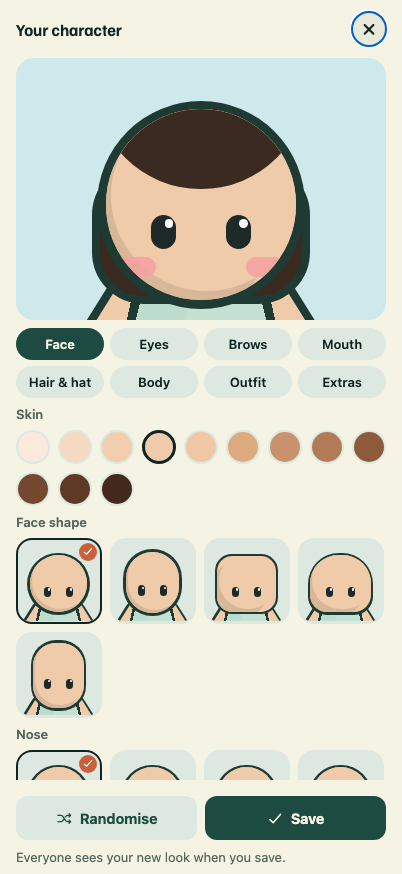 Your character
Face
Eyes
Brows
Mouth
Hair & hat
Body
Outfit
Extras
Skin
Face shape
Nose
Randomise
Save
Everyone sees your new look when you save.